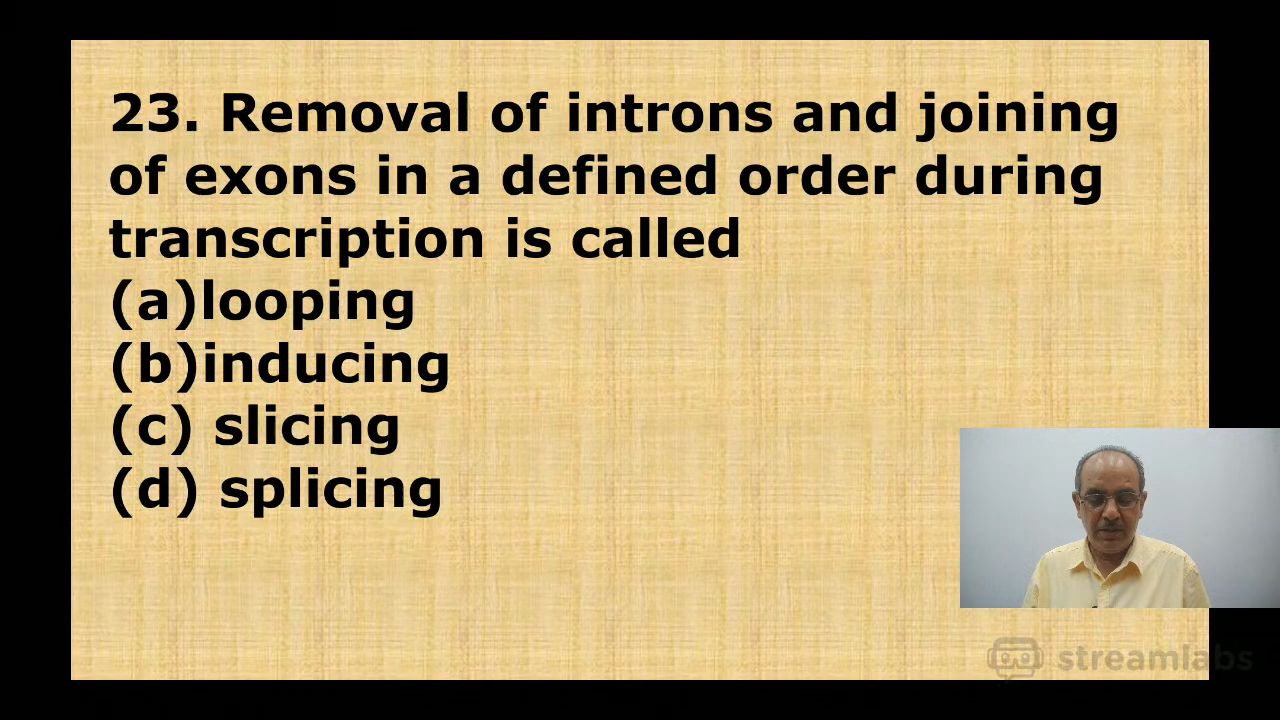 23. Removal of introns and joining
of exons in a defined order during
transcription is called
(a)looping
(b)inducing
(c) slicing
(d) splicing
streamlabs